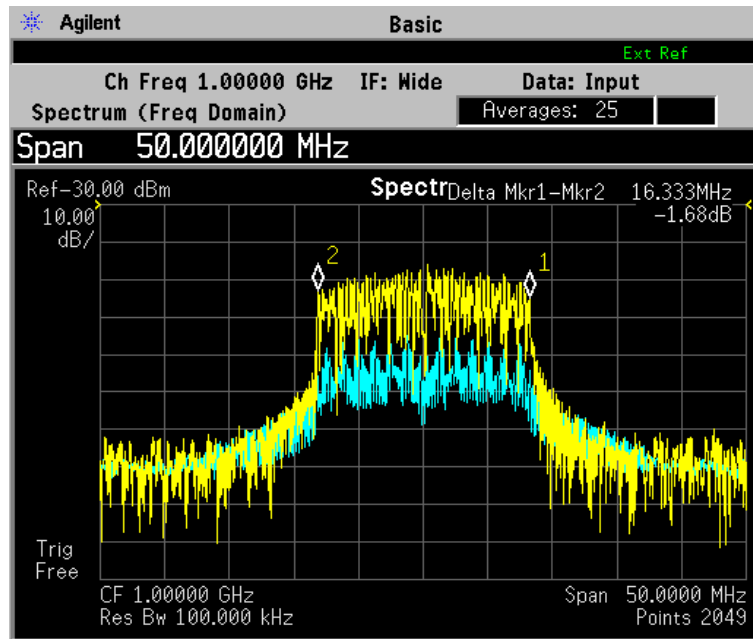 Agilent Basic
Ext Ref
Ch Freq 1.00000 GHz IF: Wide Data: Input
Spectrum (Freq Domain) Averages: 25
Span 50.000000 MHz
Ref-30.00 dBm Spectr Delta Mkr1-Mkr2 16.333MHz
10.00 -1.68dB
dB/
2
1
Trig
Free
CF 1.00000 GHz Span 50.0000 MHz
Res Bw 100.000 kHz Points 2049